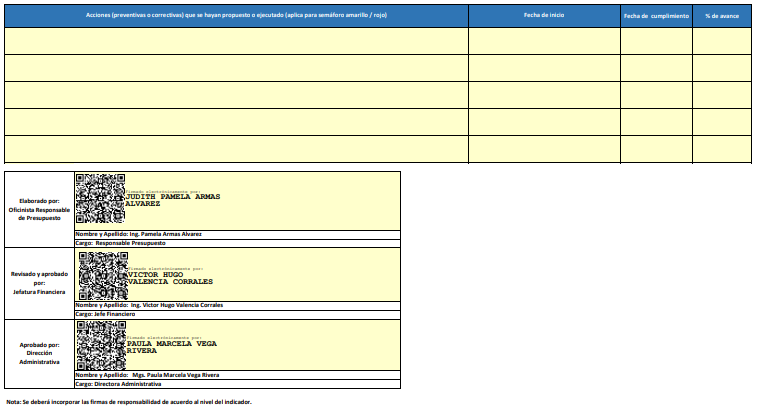 Acciones (preventivas o correctivas) que se hayan propuesto o ejecutado (aplica para semáforo amarillo / rojo) Fecha de inicio Fecha de cumplimiento % de avance
Elaborado por:
Oficinista Responsable
de Presupuesto
Firmado electrónicamente por:
JUDITH PAMELA ARMAS
ALVAREZ
Nombre y Apellido: Ing. Pamela Armas Alvarez
Cargo: Responsable Presupuesto
Revisado y aprobado
por:
Jefatura Financiera
Firmado electrónicamente por:
VICTOR HUGO
VALENCIA CORRALES
Nombre y Apellido: Ing. Victor Hugo Valencia Corrales
Cargo: Jefe Financiero
Aprobado por:
Dirección
Administrativa
Firmado electrónicamente por:
PAULA MARCELA VEGA
RIVERA
Nombre y Apellido: Mgs. Paula Marcela Vega Rivera
Cargo: Directora Administrativa
Nota: Se deberá incorporar las firmas de responsabilidad de acuerdo al nivel del indicador.